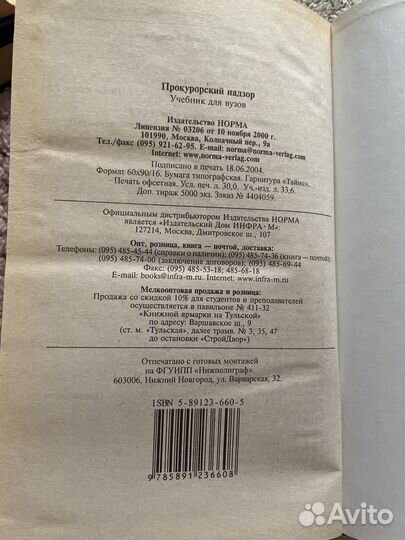 Прокурорский надзор
Учебник для вузов
Издательство НОРМА
Лицензия № 03206 от 10 ноября 2000 г.
101990, Москва, Колпачный пер., 9а
Тел./факс (095) 921-62-95. E-mail: norma@norma-verlag.com
Internet: www.norma-verlag.com
Подписано в печать 18.06.2004.
Формат 60х90/16. Бумага типографская. Гарнитура «Таймс».
Печать офсетная. Усл. печ. л. 30,0. Уч.-изд. л. 33,6.
Доп. тираж 5000 экз. Заказ № 4404059.
Официальным дистрибьютором Издательства НОРМА
является «Издательский Дом ИНФРА·М»:
127214, Москва, Дмитровское ш., 107
Опт, розница, книга — почтой, доставка:
Телефоны: (095) 485-45-44 (справки о наличии); (095) 485-74-36 (книга — почтой);
(095) 485-74-00 (заключение договоров); (095) 485-69-44
Факс: (095) 485-53-18; 485-68-18
E-mail: books@infra-m.ru. Internet: www.infra-m.ru
Мелкооптовая продажа и розница:
Продажа со скидкой 10% для студентов и преподавателей
осуществляется в павильоне № 411-32
«Книжной ярмарки на Тульской»
по адресу: Варшавское ш., 9
(ст. м. "Тульская", далее трамв. № 3, 35, 47
до остановки «СтройДвор»)
Отпечатано с готовых монтажей
на ФГУИПП «Нижполиграф».
603006, Нижний Новгород, ул. Варварская, 32.
ISBN 5-89123-660-5
9 785891 236608
Avito